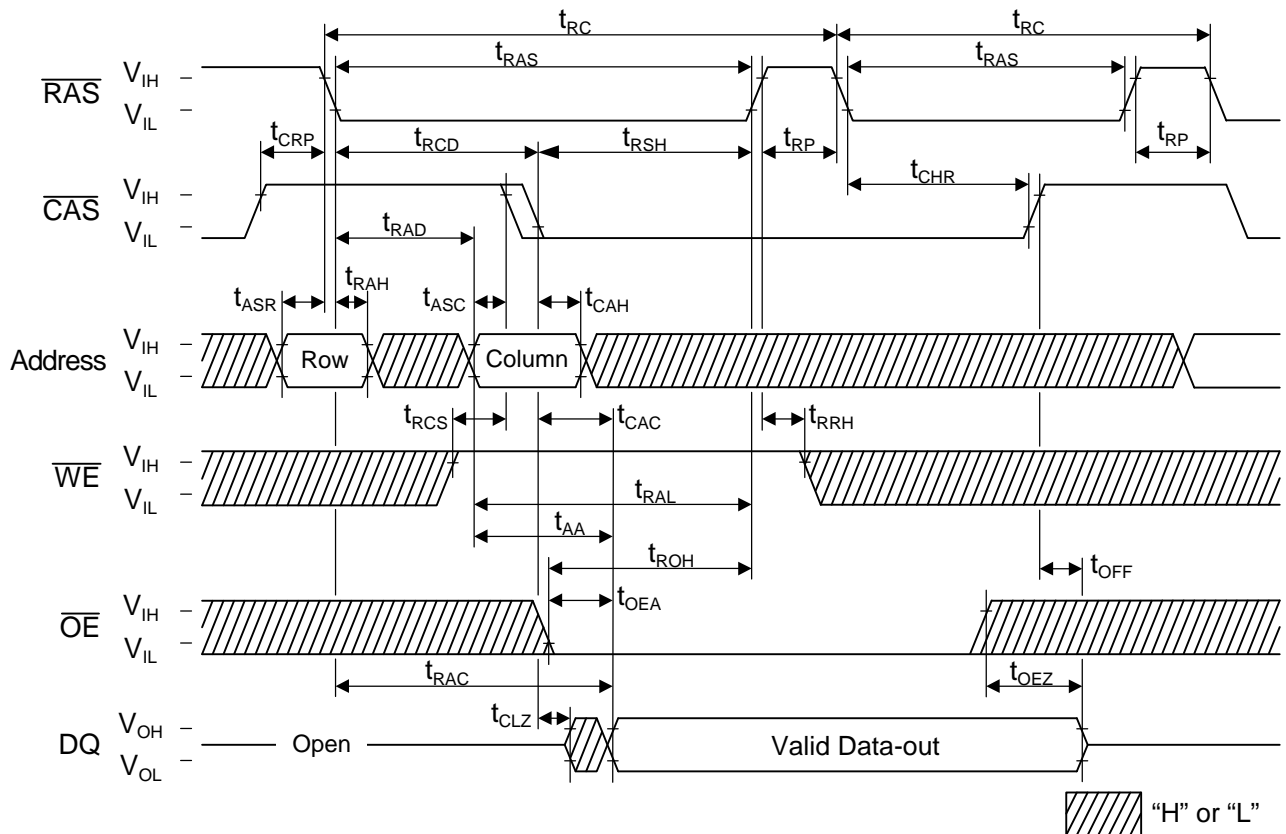 tRC tRC
tRAS tRAS
RAS VIH
VIL
tCRP tRCD tRSH tRP tRP
CAS VIH
VIL
tCHR
tRAD
tRAH
tASR tASC tCAH
Address VIH
VIL
Row Column
tRCS tCAC tRRH
WE VIH
VIL
tRAL
tAA
tROH tOFF
OE VIH
VIL
tOEA
tRAC tOEZ
tCLZ
DQ VOH
VOL
Open Valid Data-out
“H” or “L”